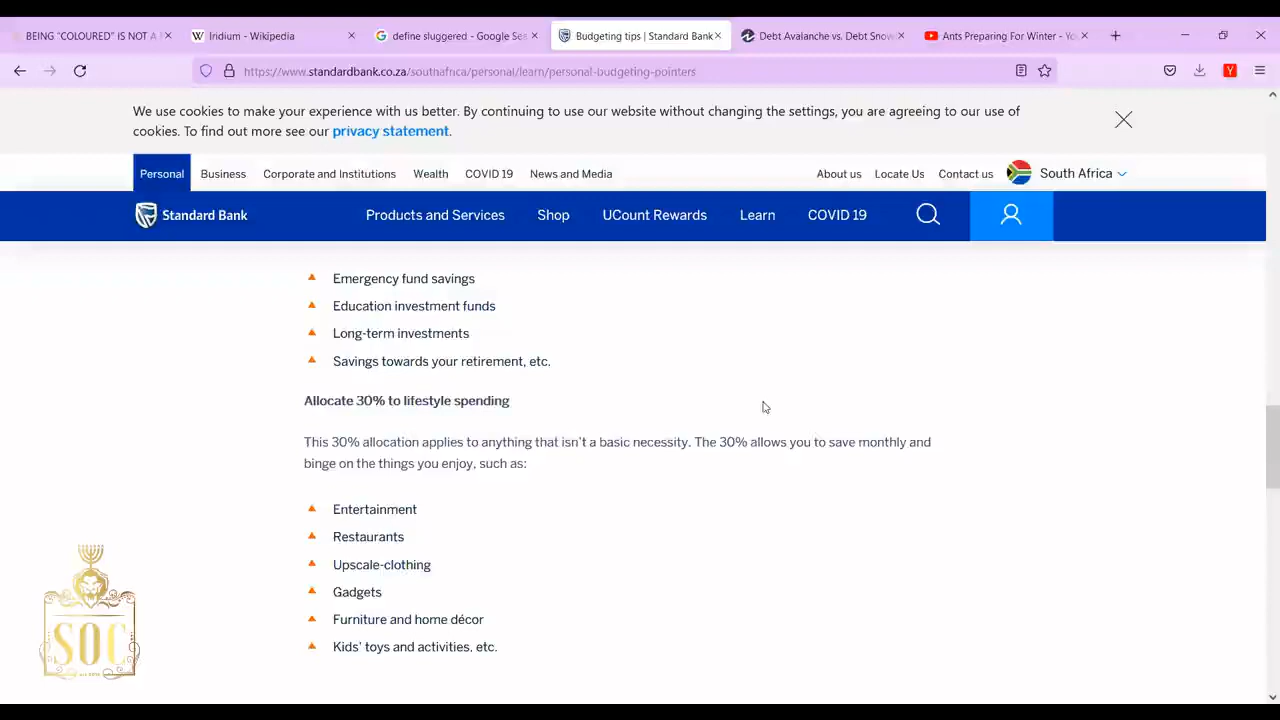 BEING "COLOURED" IS NOT A
Iridium - Wikipedia
define sluggered - Google Sea
Budgeting tips | Standard Bank
Debt Avalanche vs. Debt Snow
Ants Preparing For Winter - Yo
https://www.standardbank.co.za/southafrica/personal/learn/personal-budgeting-pointers
We use cookies to make your experience with us better. By continuing to use our website without changing the settings, you are agreeing to our use of
cookies. To find out more see our privacy statement.
Personal Business Corporate and Institutions Wealth COVID 19 News and Media About us Locate Us Contact us South Africa
Standard Bank Products and Services Shop UCount Rewards Learn COVID 19
Emergency fund savings
Education investment funds
Long-term investments
Savings towards your retirement, etc.
Allocate 30% to lifestyle spending
This 30% allocation applies to anything that isn't a basic necessity. The 30% allows you to save monthly and
binge on the things you enjoy, such as:
Entertainment
Restaurants
Upscale-clothing
Gadgets
Furniture and home décor
Kids' toys and activities, etc.
SOC